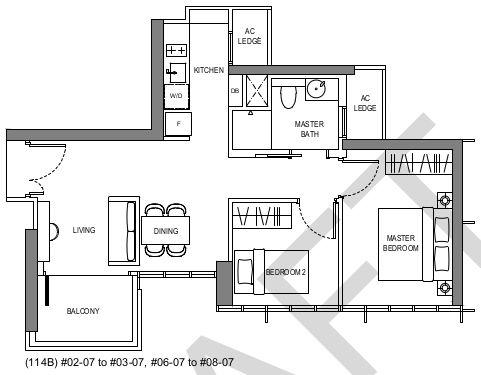 AC
LEDGE
KITCHEN
W/D
DB
F
AC
LEDGE
MASTER
BATH
LIVING
DINING
MASTER
BEDROOM
BEDROOM 2
BALCONY
(114B) #02-07 to #03-07, #06-07 to #08-07